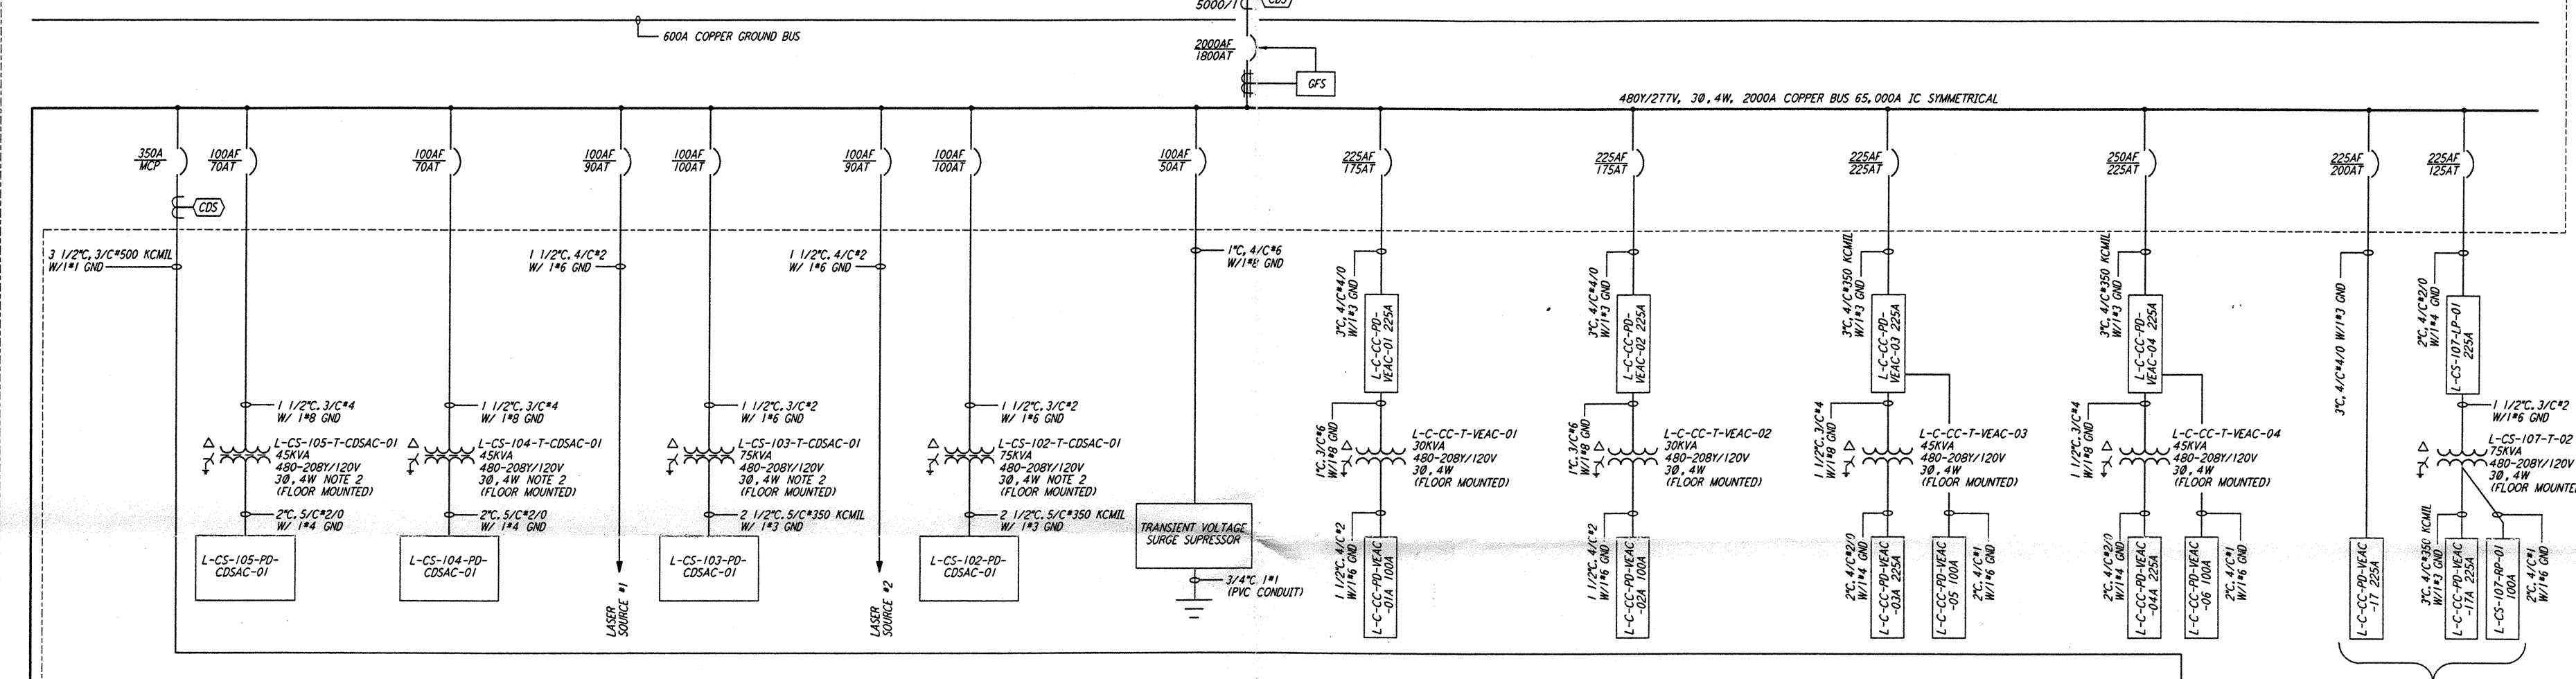 5000/1
CDS
600A COPPER GROUND BUS
2000AF
1800AT
GFS
480Y/277V, 3Ø, 4W, 2000A COPPER BUS 65,000A IC SYMMETRICAL
350A
MCP
100AF
70AT
100AF
70AT
100AF
90AT
100AF
100AT
100AF
90AT
100AF
100AT
100AF
50AT
225AF
175AT
225AF
175AT
225AF
225AT
250AF
225AT
225AF
200AT
225AF
125AT
CDS
3 1/2"C, 3/C#500 KCMIL
W/1#1 GND
1 1/2"C. 4/C#2
W/ 1#6 GND
1 1/2"C. 4/C#2
W/ 1#6 GND
1"C, 4/C#6
W/1#8 GND
3"C, 4/C#4/0
W/1#3 GND
3"C, 4/C#4/0
W/1#3 GND
3"C, 4/C#350 KCMIL
W/1#3 GND
3"C, 4/C#350 KCMIL
W/1#3 GND
3"C, 4/C#4/0 W/1#3 GND
2"C, 4/C#2/0
W/1#4 GND
L-C-CC-PD-
VEAC-01 225A
L-C-CC-PD-
VEAC-02 225A
L-C-CC-PD-
VEAC-03 225A
L-C-CC-PD-
VEAC-04 225A
L-CS-107-LP-01
225A
1 1/2"C. 3/C#4
W/ 1#8 GND
1 1/2"C. 3/C#4
W/ 1#8 GND
1 1/2"C. 3/C#2
W/ 1#6 GND
1 1/2"C. 3/C#2
W/ 1#6 GND
1"C, 3/C#6
W/1#8 GND
1"C, 3/C#6
W/1#8 GND
1 1/2"C, 3/C#4
W/1#8 GND
1 1/2"C, 3/C#4
W/1#8 GND
1 1/2"C. 3/C#2
W/1#6 GND
L-CS-105-T-CDSAC-01
45KVA
480-208Y/120V
3Ø, 4W NOTE 2
(FLOOR MOUNTED)
L-CS-104-T-CDSAC-01
45KVA
480-208Y/120V
3Ø, 4W NOTE 2
(FLOOR MOUNTED)
L-CS-103-T-CDSAC-01
75KVA
480-208Y/120V
3Ø, 4W NOTE 2
(FLOOR MOUNTED)
L-CS-102-T-CDSAC-01
75KVA
480-208Y/120V
3Ø, 4W NOTE 2
(FLOOR MOUNTED)
L-C-CC-T-VEAC-01
30KVA
480-208Y/120V
3Ø, 4W
(FLOOR MOUNTED)
L-C-CC-T-VEAC-02
30KVA
480-208Y/120V
3Ø, 4W
(FLOOR MOUNTED)
L-C-CC-T-VEAC-03
45KVA
480-208Y/120V
3Ø, 4W
(FLOOR MOUNTED)
L-C-CC-T-VEAC-04
45KVA
480-208Y/120V
3Ø, 4W
(FLOOR MOUNTED)
L-CS-107-T-02
75KVA
480-208Y/120V
3Ø, 4W
(FLOOR MOUNTE
2"C. 5/C#2/0
W/ 1#4 GND
2"C. 5/C#2/0
W/ 1#4 GND
2 1/2"C. 5/C#350 KCMIL
W/ 1#3 GND
2 1/2"C. 5/C#350 KCMIL
W/ 1#3 GND
L-CS-105-PD-
CDSAC-01
L-CS-104-PD-
CDSAC-01
LASER
SOURCE #1
L-CS-103-PD-
CDSAC-01
LASER
SOURCE #2
L-CS-102-PD-
CDSAC-01
TRANSIENT VOLTAGE
SURGE SUPRESSOR
3/4"C. 1#1
(PVC CONDUIT)
1 1/2"C. 4/C#2
W/1#6 GND
L-C-CC-PD-VEAC
-01A 100A
1 1/2"C. 4/C#2
W/1#6 GND
L-C-CC-PD-VEAC
-02A 100A
2"C, 4/C#2/0
W/1#4 GND
L-C-CC-PD-VEAC
-03A 225A
L-C-CC-PD-VEAC
-05 100A
2"C, 4/C#1
W/1#6 GND
2"C, 4/C#2/0
W/1#4 GND
L-C-CC-PD-VEAC
-04A 225A
L-C-CC-PD-VEAC
-06 100A
2"C, 4/C#1
W/1#6 GND
L-C-CC-PD-VEAC
-17 225A
3"C, 4/C#350 KCMIL
W/1#3 GND
L-C-CC-PD-VEAC
-17A 225A
L-CS-107-RP-01
100A
2"C, 4/C#1
W/1#6 GND